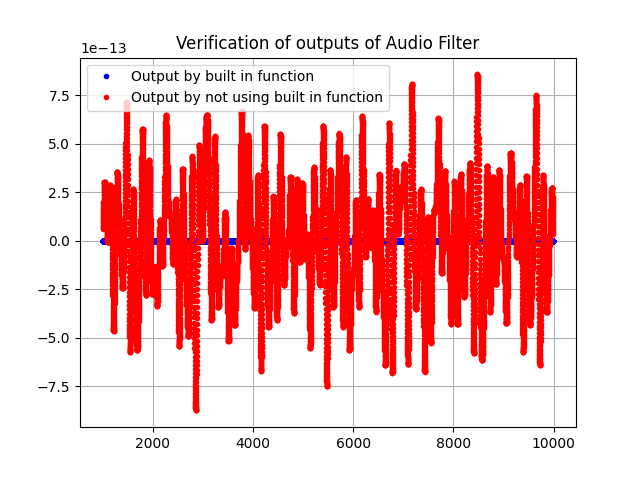 Verification of outputs of Audio Filter
1e−13
Output by built in function
Output by not using built in function
7.5
5.0
2.5
0.0
−2.5
−5.0
−7.5
2000 4000 6000 8000 10000